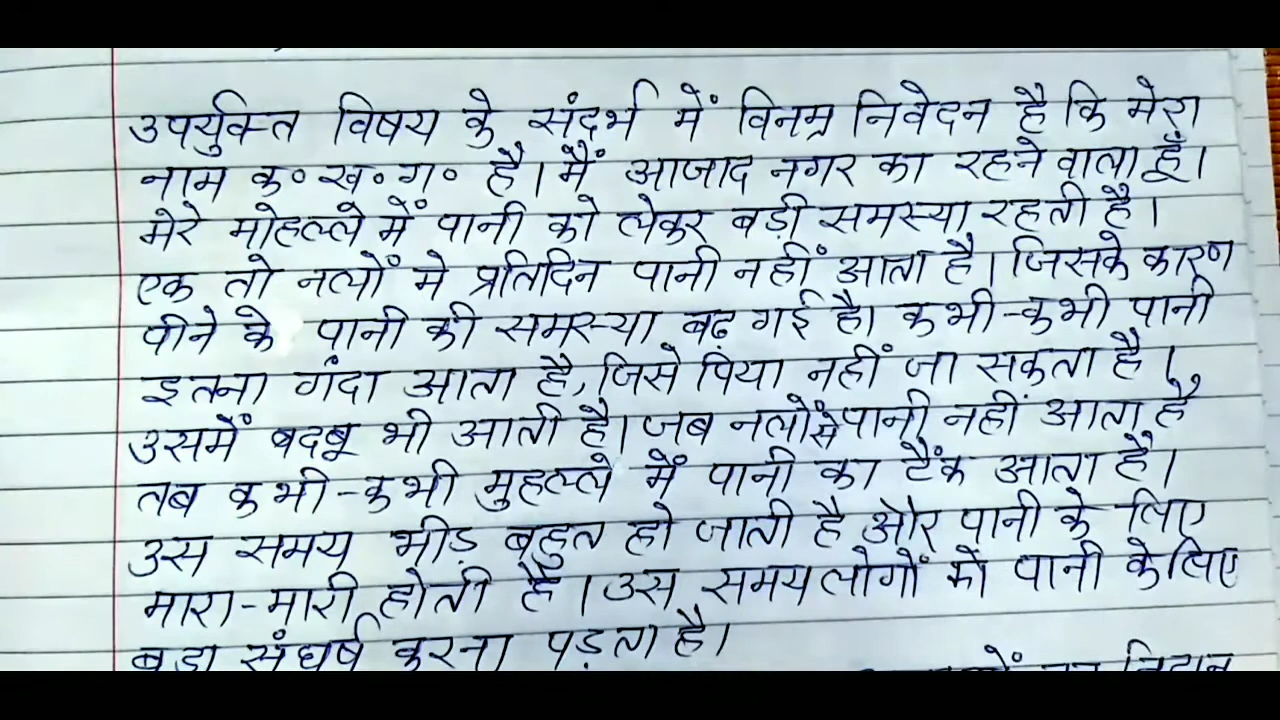 उपर्युक्त विषय के संदर्भ में विनम्र निवेदन है कि मेरा
नाम क॰ ख॰ ग॰ है। मैं आजाद नगर का रहने वाला हूँ।
मेरे मोहल्ले में पानी को लेकर बड़ी समस्या रहती है।
एक तो नलों मे प्रतिदिन पानी नहीं आता है। जिसके कारण
पीने के पानी की समस्या बढ़ गई है। कभी-कभी पानी
इतना गंदा आता है, जिसे पिया नहीं जा सकता है।
उसमें बदबू भी आती है। जब नलों से पानी नहीं आता है
तब कभी-कभी मुहल्ले में पानी का टैंक आता है।
उस समय भीड़ बहुत हो जाती है और पानी के लिए
मारा-मारी होती है। उस समय लोगों को पानी के लिए
बड़ा संघर्ष करना पड़ता है।